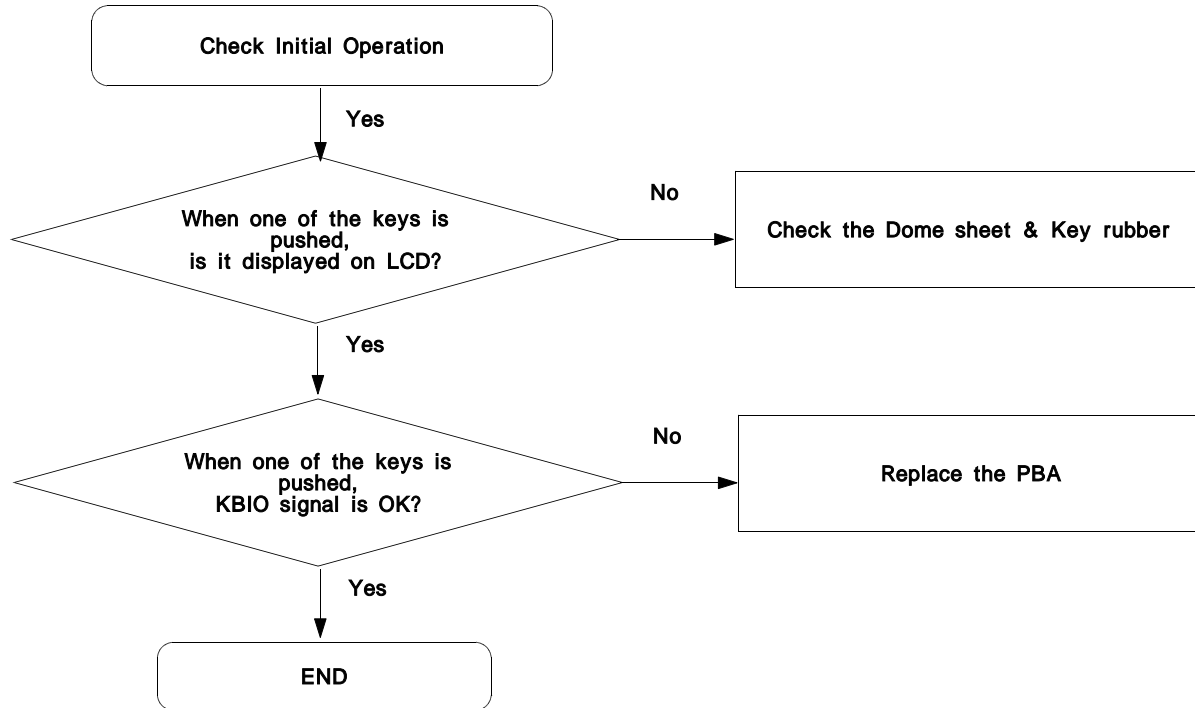 Check Initial Operation
Yes
When one of the keys is
pushed,
is it displayed on LCD?
No
Check the Dome sheet & Key rubber
Yes
When one of the keys is
pushed,
KBIO signal is OK?
No
Replace the PBA
Yes
END